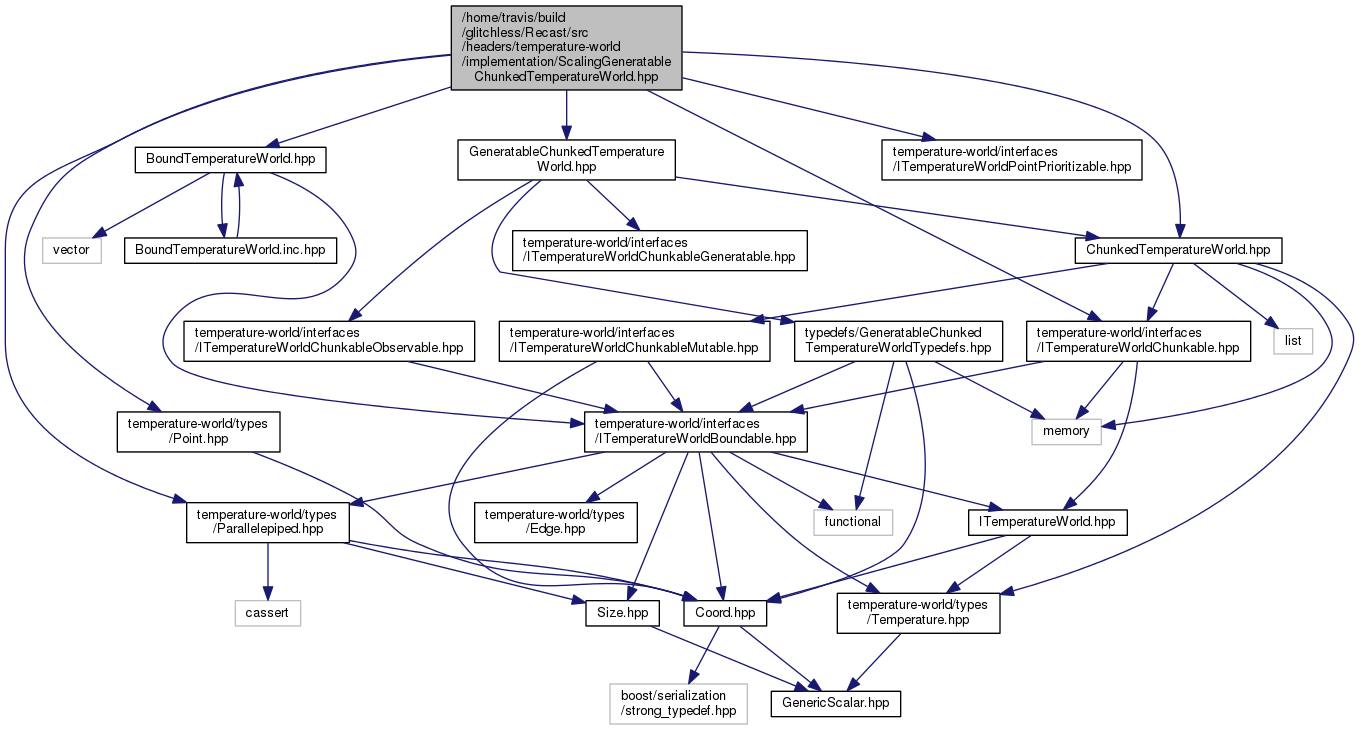 /home/travis/build
/glitchless/Recast/src
/headers/temperature-world
/implementation/ScalingGeneratable
ChunkedTemperatureWorld.hpp
BoundTemperatureWorld.hpp
GeneratableChunkedTemperature
World.hpp
temperature-world/interfaces
/ITemperatureWorldPointPrioritizable.hpp
vector
BoundTemperatureWorld.inc.hpp
temperature-world/interfaces
/ITemperatureWorldChunkableGeneratable.hpp
ChunkedTemperatureWorld.hpp
temperature-world/interfaces
/ITemperatureWorldChunkableObservable.hpp
temperature-world/interfaces
/ITemperatureWorldChunkableMutable.hpp
typedefs/GeneratableChunked
TemperatureWorldTypedefs.hpp
temperature-world/interfaces
/ITemperatureWorldChunkable.hpp
list
temperature-world/types
/Point.hpp
temperature-world/interfaces
/ITemperatureWorldBoundable.hpp
memory
temperature-world/types
/Parallelepiped.hpp
temperature-world/types
/Edge.hpp
functional
ITemperatureWorld.hpp
cassert
Size.hpp
Coord.hpp
temperature-world/types
/Temperature.hpp
boost/serialization
/strong_typedef.hpp
GenericScalar.hpp